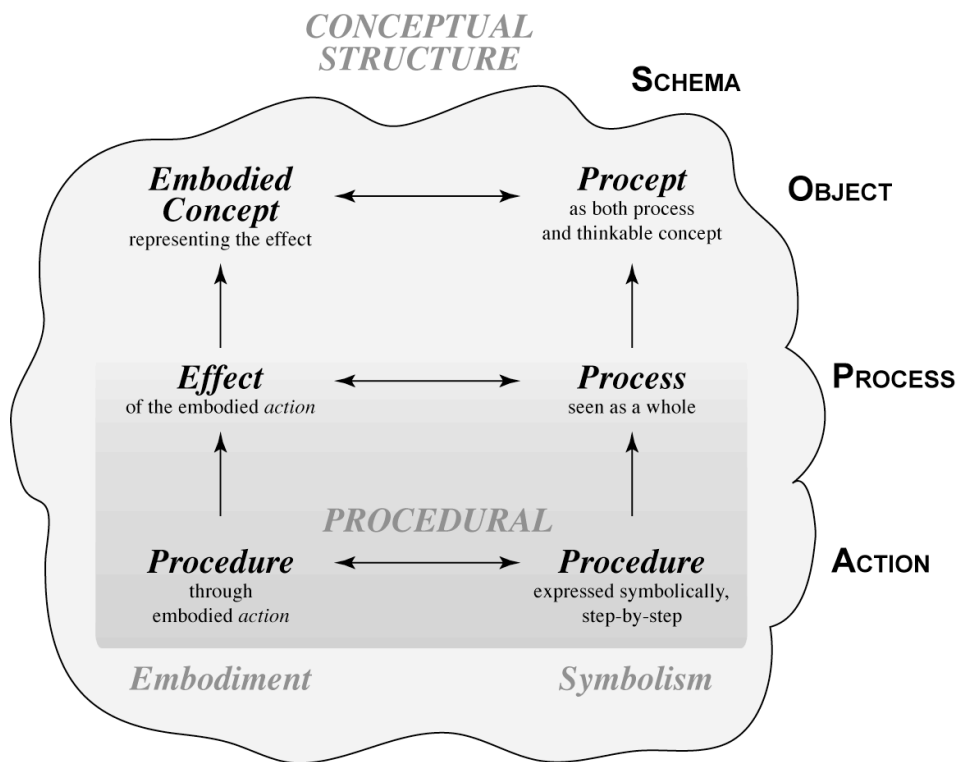 CONCEPTUAL
STRUCTURE
SCHEMA
Embodied
Concept
representing the effect
Procept
as both process
and thinkable concept
OBJECT
Effect
of the embodied action
Process
seen as a whole
PROCESS
PROCEDURAL
Procedure
through
embodied action
Procedure
expressed symbolically,
step-by-step
ACTION
Embodiment
Symbolism